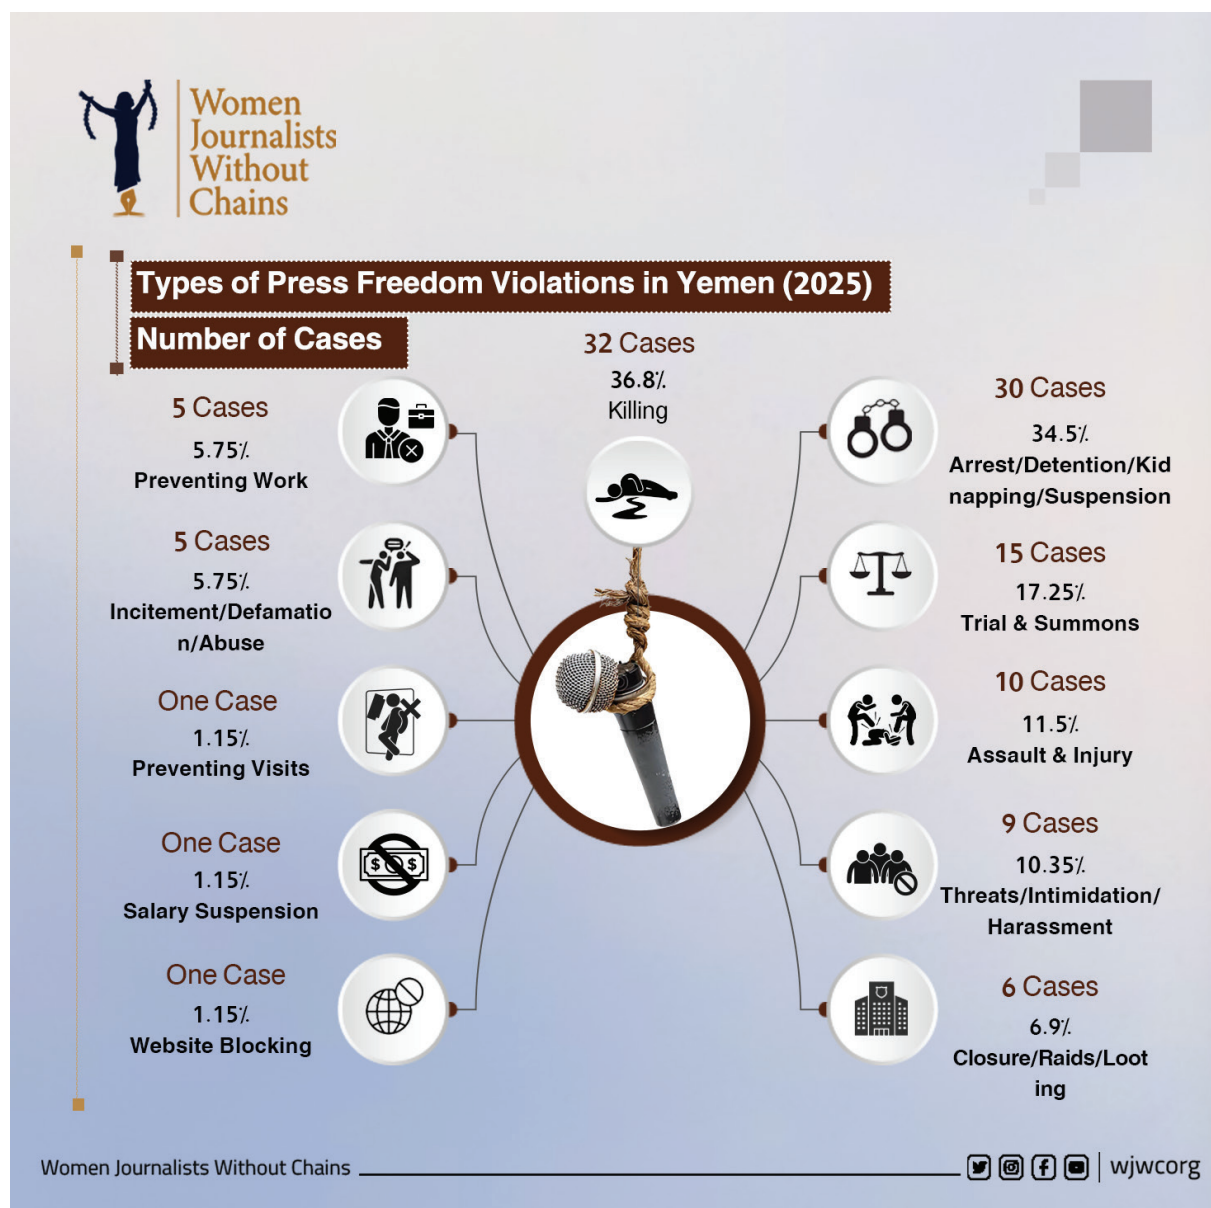 Women
Journalists
Without
Chains
Types of Press Freedom Violations in Yemen (2025)
Number of Cases
32 Cases
36.8%
Killing
5 Cases
5.75%
Preventing Work
5 Cases
5.75%
Incitement/Defamatio
n/Abuse
One Case
1.15%
Preventing Visits
One Case
1.15%
Salary Suspension
One Case
1.15%
Website Blocking
30 Cases
34.5%
Arrest/Detention/Kid
napping/Suspension
15 Cases
17.25%
Trial & Summons
10 Cases
11.5%
Assault & Injury
9 Cases
10.35%
Threats/Intimidation/
Harassment
6 Cases
6.9%
Closure/Raids/Loot
ing
Women Journalists Without Chains
wjwcorg